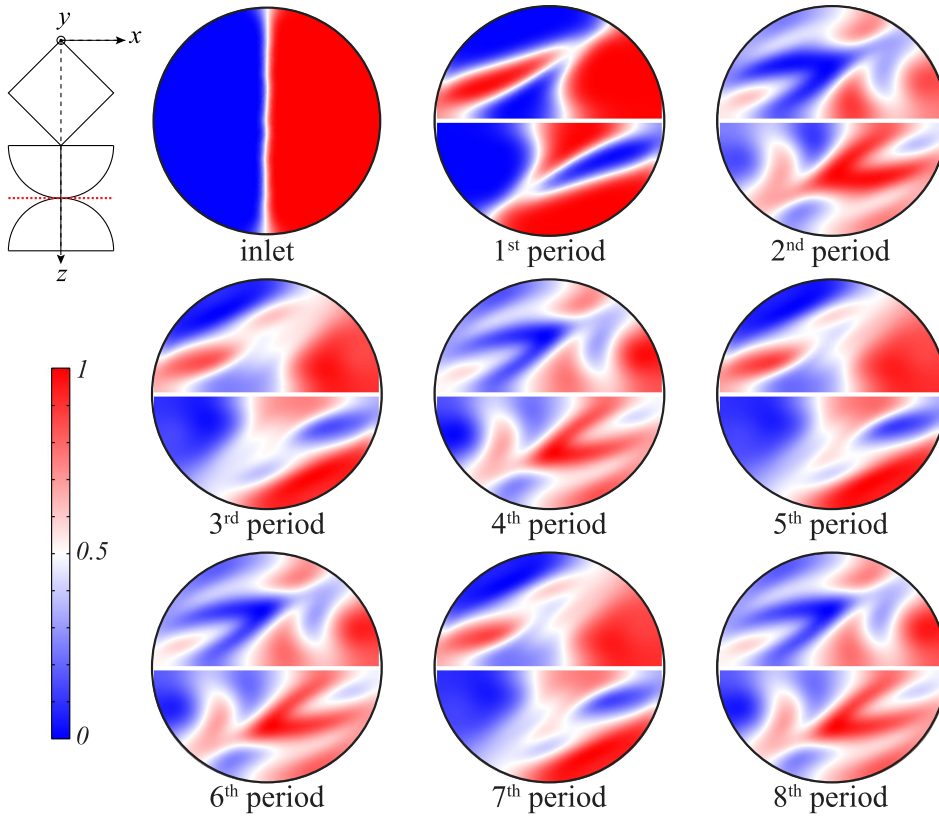 y
x
z
inlet
1st period
2nd period
1
0.5
0
3rd period
4th period
5th period
6th period
7th period
8th period